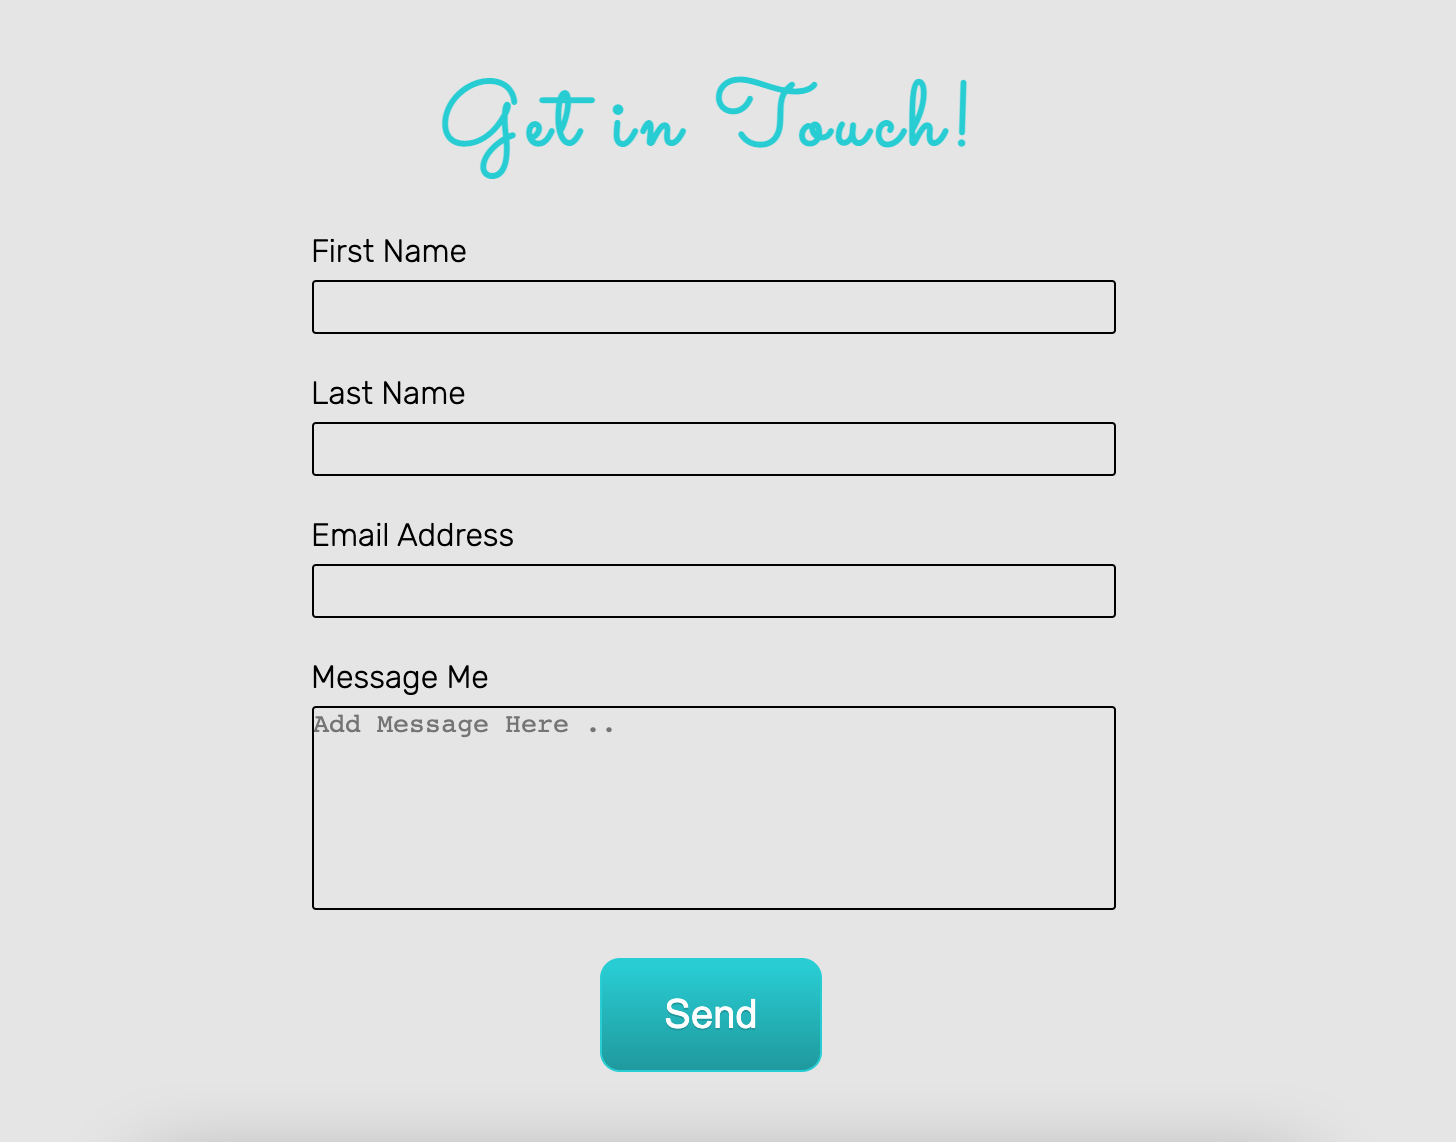 Get in Touch!
First Name
Last Name
Email Address
Message Me
Add Message Here ..
Send